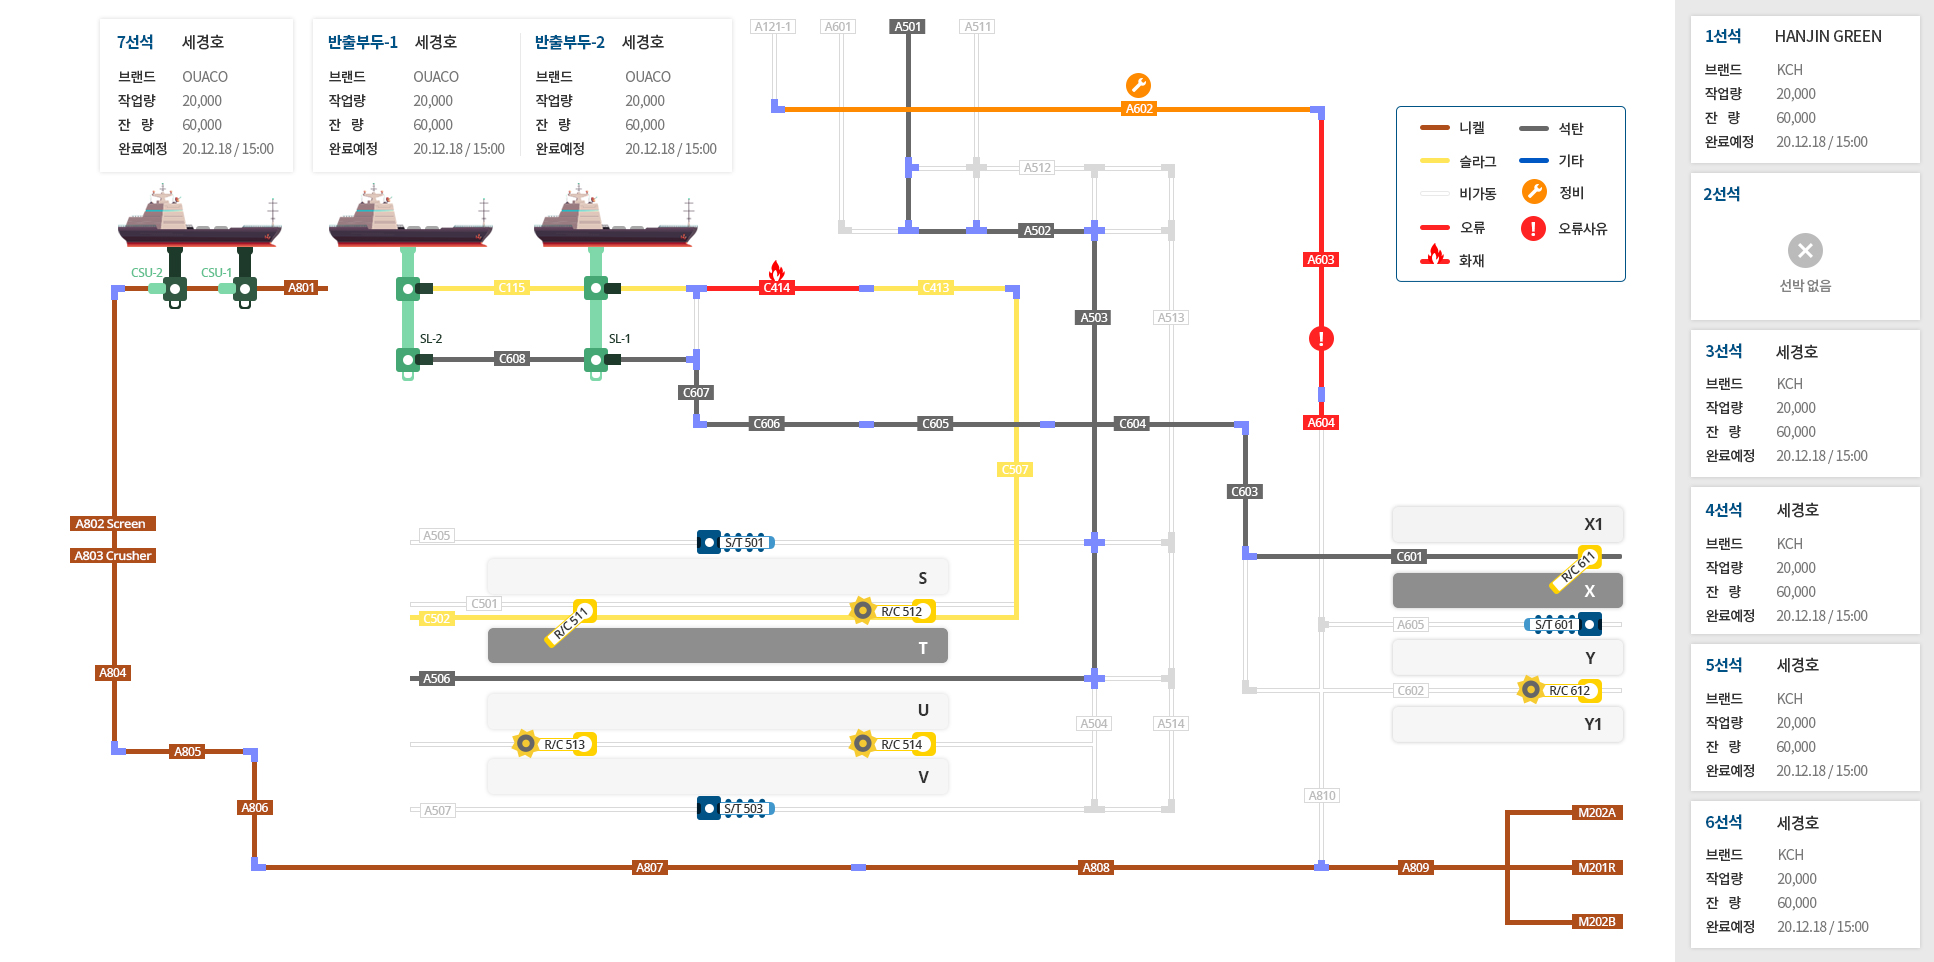 7선석 세경호
브랜드 OUACO
작업량 20,000
잔 량 60,000
완료예정 20.12.18 / 15:00
반출부두-1 세경호
브랜드 OUACO
작업량 20,000
잔 량 60,000
완료예정 20.12.18 / 15:00
반출부두-2 세경호
브랜드 OUACO
작업량 20,000
잔 량 60,000
완료예정 20.12.18 / 15:00
A121-1
A601
A501
A511
A602
A512
A502
니켈
석탄
슬라그
기타
비가동
정비
오류
오류사유
화재
CSU-2
CSU-1
A801
C115
C414
C413
A603
A503
A513
SL-2
SL-1
C608
C607
C606
C605
C604
A604
C507
C603
A802 Screen
A803 Crusher
A505
S/T 501
S
C501
C502
R/C 511
R/C 512
T
A506
U
A504
A514
R/C 513
R/C 514
V
A507
S/T 503
X1
C601
R/C 611
X
A605
S/T 601
Y
C602
R/C 612
Y1
A804
A805
A806
A807
A808
A810
A809
M202A
M201R
M202B
1선석 HANJIN GREEN
브랜드 KCH
작업량 20,000
잔 량 60,000
완료예정 20.12.18 / 15:00
2선석
선박 없음
3선석 세경호
브랜드 KCH
작업량 20,000
잔 량 60,000
완료예정 20.12.18 / 15:00
4선석 세경호
브랜드 KCH
작업량 20,000
잔 량 60,000
완료예정 20.12.18 / 15:00
5선석 세경호
브랜드 KCH
작업량 20,000
잔 량 60,000
완료예정 20.12.18 / 15:00
6선석 세경호
브랜드 KCH
작업량 20,000
잔 량 60,000
완료예정 20.12.18 / 15:00